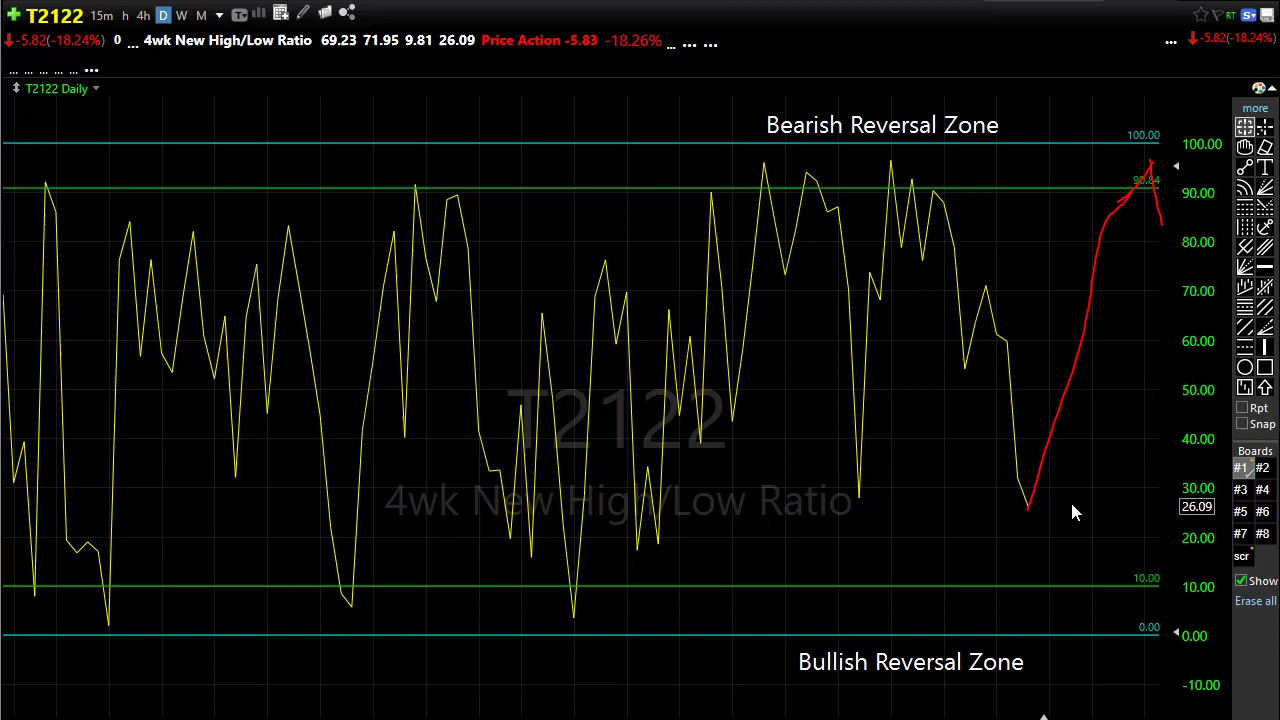 T2122 15m h 4h D W M T RT S
-5.82(-18.24%) 0 ... 4wk New High/Low Ratio 69.23 71.95 9.81 26.09 Price Action -5.83 -18.26% ... ... ... ... -5.82(-18.24%)
... ... ... ... ... ...
T2122 Daily
more
Bearish Reversal Zone
100.00
100.00
90.84
90.00
80.00
70.00
60.00
50.00
40.00
30.00
26.09
20.00
10.00
10.00
0.00
0.00
-10.00
T2122
4wk New High/Low Ratio
Bullish Reversal Zone
T
Rpt
Snap
Boards
#1 #2
#3 #4
#5 #6
#7 #8
scr
Show
Erase all